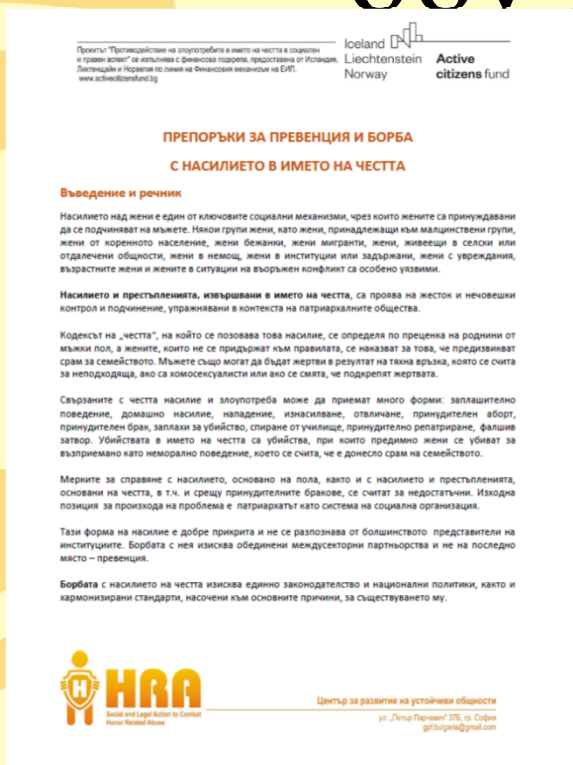 Проектът "Противодействие на злоупотребите в името на честта в социален
и правен аспект" се изпълнява с финансова подкрепа, предоставена от Исландия,
Лихтенщайн и Норвегия по линия на Финансовия механизъм на ЕИП.
www.activecitizensfund.bg
Iceland
Liechtenstein
Norway
Active
citizens fund
ПРЕПОРЪКИ ЗА ПРЕВЕНЦИЯ И БОРБА
С НАСИЛИЕТО В ИМЕТО НА ЧЕСТТА
Въведение и речник
Насилието над жени е един от ключовите социални механизми, чрез които жените са принуждавани
да се подчиняват на мъжете. Някои групи жени, като жени, принадлежащи към малцинствени групи,
жени от коренното население, жени бежанки, жени мигранти, жени, живеещи в селски или
отдалечени общности, жени в немощ, жени в институции или задържани, жени с увреждания,
възрастните жени и жените в ситуации на въоръжен конфликт са особено уязвими.
Насилието и престъпленията, извършвани в името на честта, са проява на жесток и нечовешки
контрол и подчинение, упражнявани в контекста на патриархалните общества.
Кодексът на „честта", на който се позовава това насилие, се определя по преценка на роднини от
мъжки пол, а жените, които не се придържат към правилата, се наказват за това, че предизвикват
срам за семейството. Мъжете също могат да бъдат жертви в резултат на тяхна връзка, която се счита
за неподходяща, ако са хомосексуалисти или ако се смята, че подкрепят жертвата.
Свързаните с честта насилие и злоупотреба може да приемат много форми: заплашително
поведение, домашно насилие, нападение, изнасилване, отвличане, принудителен аборт,
принудителен брак, заплахи за убийство, спиране от училище, принудително репатриране, фалшив
затвор. Убийствата в името на честта са убийства, при които предимно жени се убиват за
възприемано като неморално поведение, което се счита, че е донесло срам на семейството.
Мерките за справяне с насилието, основано на пола, както и с насилието и престъпленията,
основани на честта, в т.ч. и срещу принудителните бракове, се считат за недостатъчни. Изходна
позиция за произхода на проблема е патриархатът като система на социална организация.
Тази форма на насилие е добре прикрита и не се разпознава от болшинството представители на
институциите. Борбата с нея изисква обединени междусекторни партньорства и не на последно
място – превенция.
Борбата с насилието на честта изисква единно законодателство и национални политики, както и
хармонизирани стандарти, насочени към основните причини, за съществуването му.
H HRA
Social and Legal Action to Combat
Honor Related Abuse
Център за развитие на устойчиви общности
ул. „Петър Парчевич" 37Б, гр. София
gpf.bulgaria@gmail.com